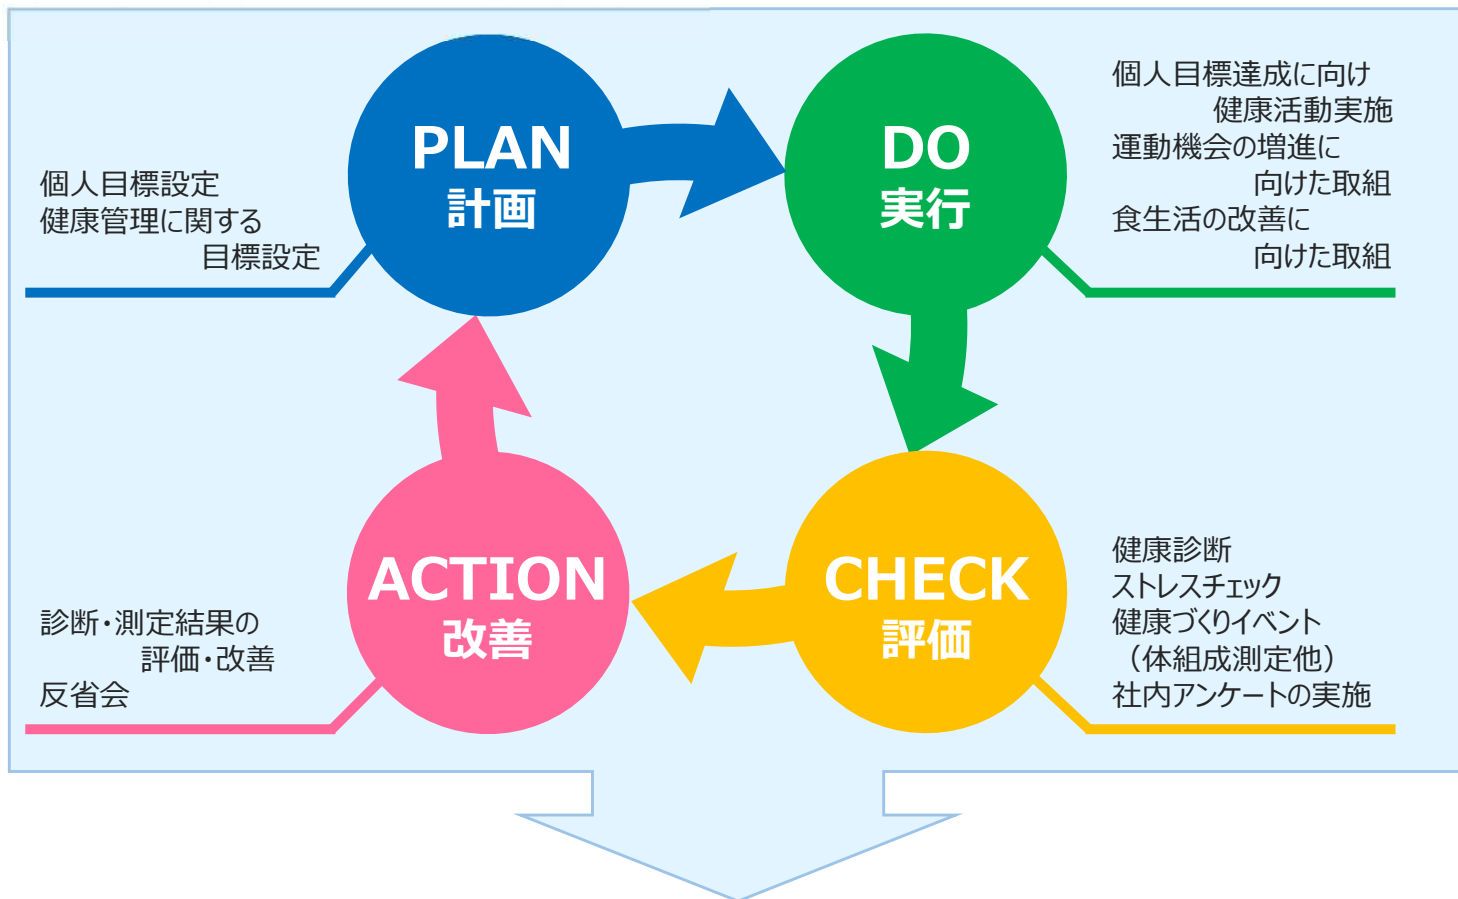 PLAN
計画
個人目標設定
健康管理に関する
目標設定
DO
実行
個人目標達成に向け
健康活動実施
運動機会の増進に
向けた取組
食生活の改善に
向けた取組
CHECK
評価
健康診断
ストレスチェック
健康づくりイベント
（体組成測定他）
社内アンケートの実施
ACTION
改善
診断・測定結果の
評価・改善
反省会